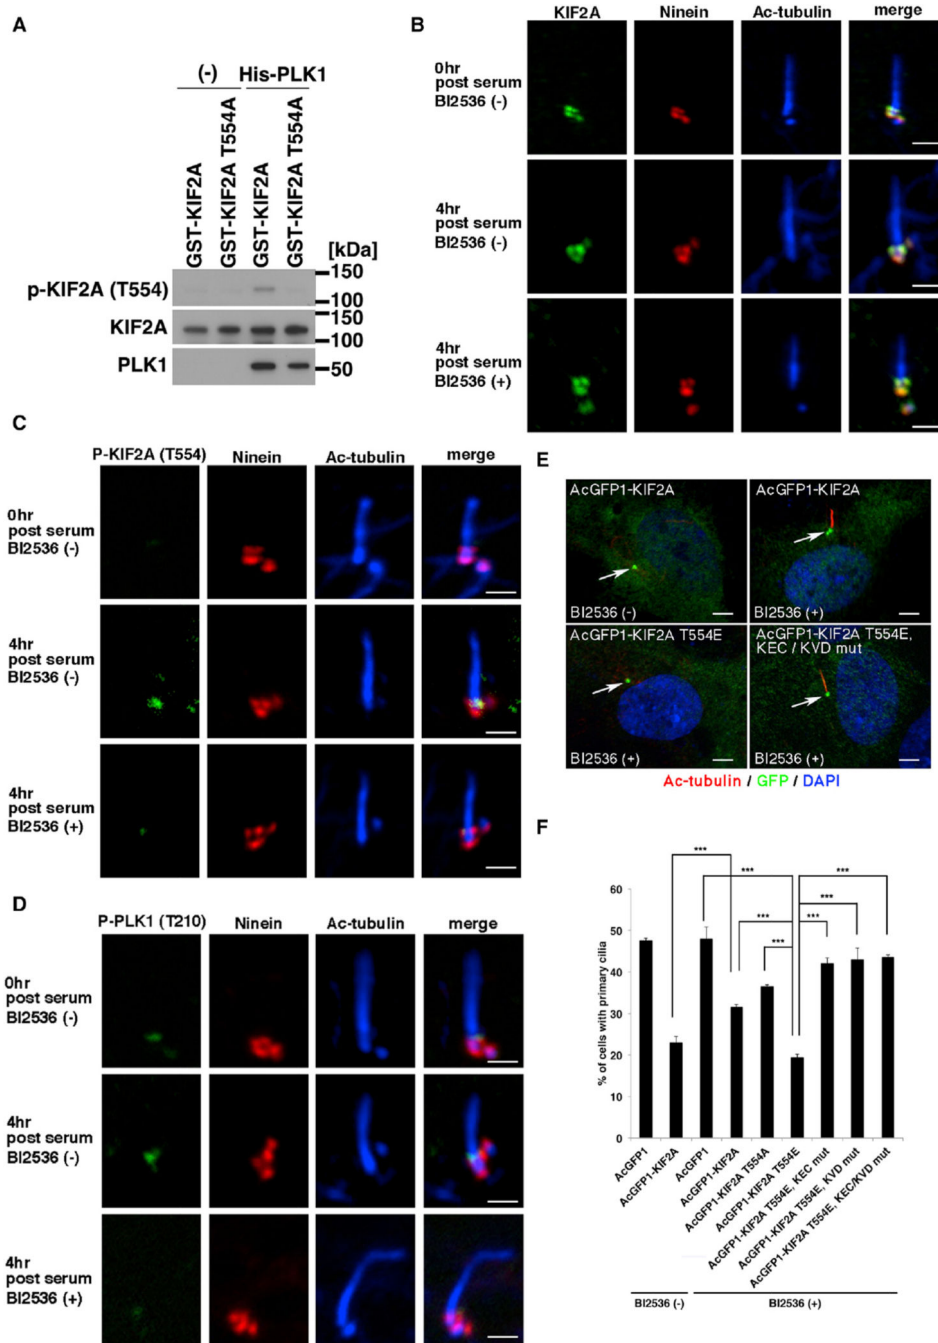 A
(-) His-PLK1
GST-KIF2A
GST-KIF2A T554A
GST-KIF2A
GST-KIF2A T554A
[kDa]
p-KIF2A (T554)
150
100
KIF2A
150
100
PLK1
50
B
KIF2A Ninein Ac-tubulin merge
0hr
post serum
BI2536 (-)
4hr
post serum
BI2536 (-)
4hr
post serum
BI2536 (+)
C
P-KIF2A (T554) Ninein Ac-tubulin merge
0hr
post serum
BI2536 (-)
4hr
post serum
BI2536 (-)
4hr
post serum
BI2536 (+)
D
P-PLK1 (T210) Ninein Ac-tubulin merge
0hr
post serum
BI2536 (-)
4hr
post serum
BI2536 (-)
4hr
post serum
BI2536 (+)
E
AcGFP1-KIF2A
BI2536 (-)
AcGFP1-KIF2A
BI2536 (+)
AcGFP1-KIF2A T554E
BI2536 (+)
AcGFP1-KIF2A T554E,
KEC / KVD mut
BI2536 (+)
Ac-tubulin / GFP / DAPI
F
% of cells with primary cilia
60
50
40
30
20
10
0
***
***
***
***
***
***
***
AcGFP1
AcGFP1-KIF2A
AcGFP1
AcGFP1-KIF2A
AcGFP1-KIF2A T554A
AcGFP1-KIF2A T554E
AcGFP1-KIF2A T554E, KEC mut
AcGFP1-KIF2A T554E, KVD mut
AcGFP1-KIF2A T554E, KEC/KVD mut
BI2536 (-) BI2536 (+)